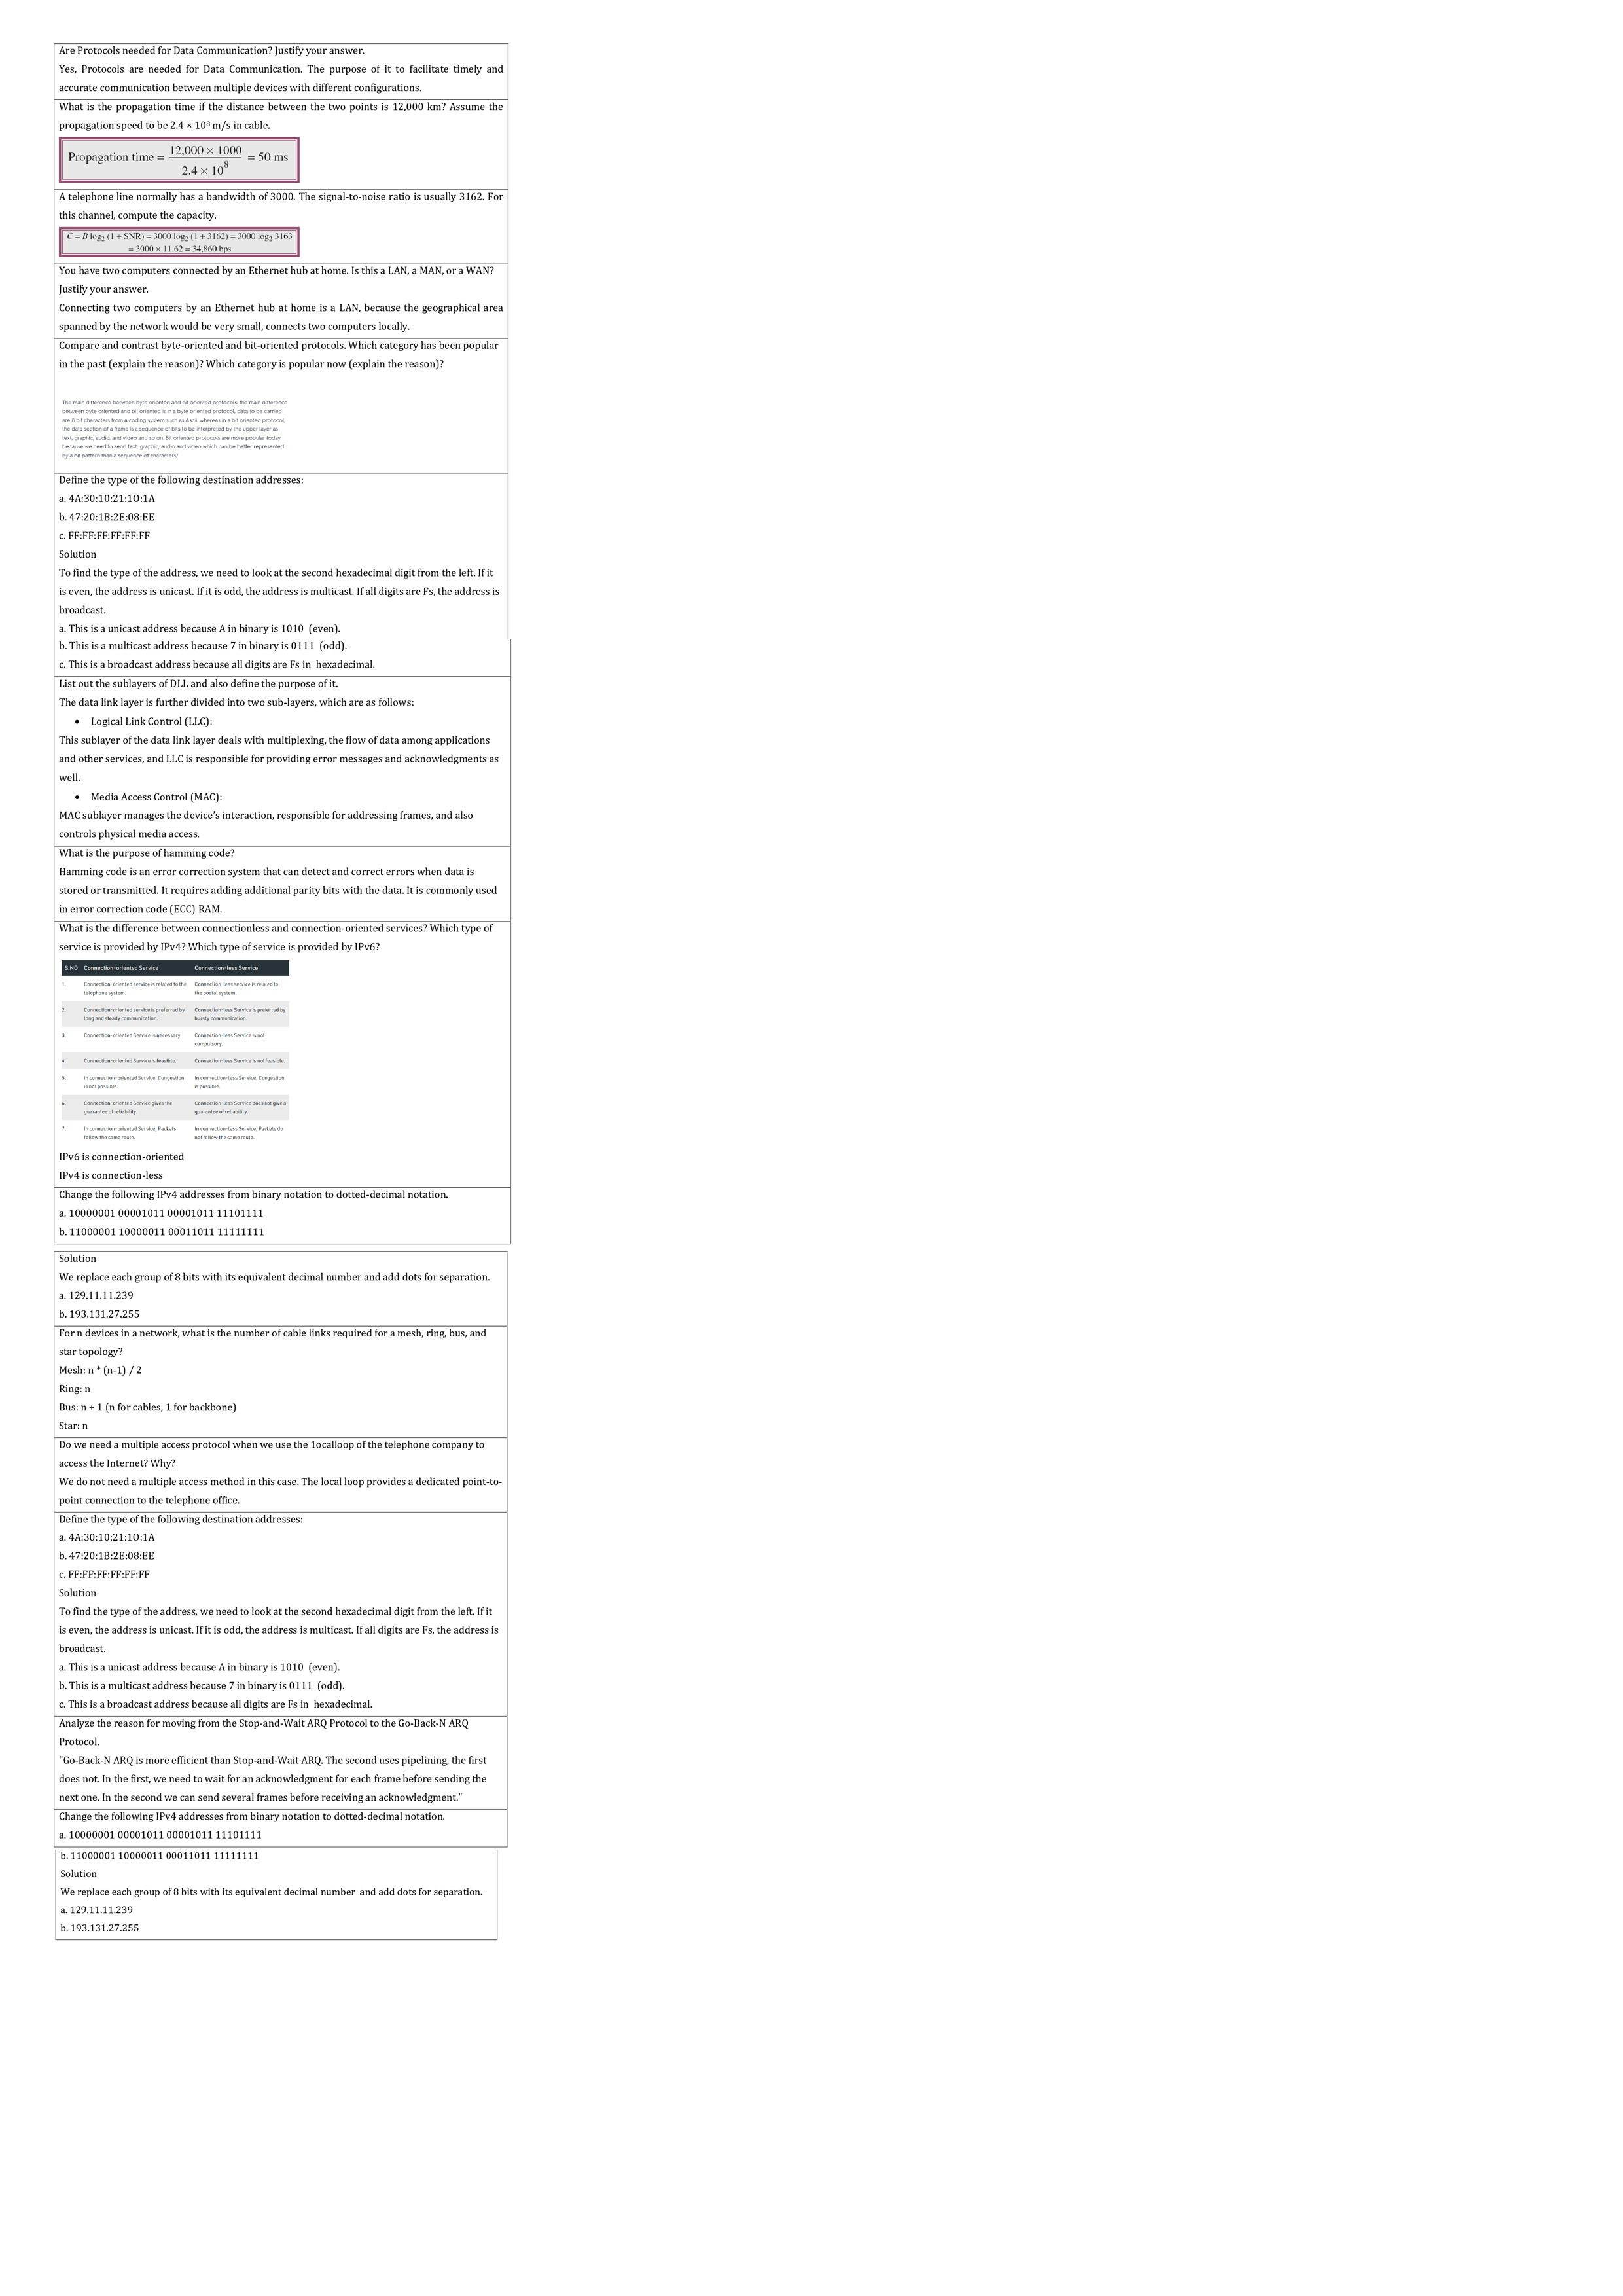 Are Protocols needed for Data Communication? Justify your answer.
Yes, Protocols are needed for Data Communication. The purpose of it to facilitate timely and
accurate communication between multiple devices with different configurations.
What is the propagation time if the distance between the two points is 12,000 km? Assume the
propagation speed to be 2.4 × 10⁸ m/s in cable.
Propagation time = 12,000 × 1000 / 2.4 × 10⁸ = 50 ms
A telephone line normally has a bandwidth of 3000. The signal-to-noise ratio is usually 3162. For
this channel, compute the capacity.
C = B log₂ (1 + SNR) = 3000 log₂ (1 + 3162) = 3000 log₂ 3163
= 3000 × 11.62 = 34,860 bps
You have two computers connected by an Ethernet hub at home. Is this a LAN, a MAN, or a WAN?
Justify your answer.
Connecting two computers by an Ethernet hub at home is a LAN, because the geographical area
spanned by the network would be very small, connects two computers locally.
Compare and contrast byte-oriented and bit-oriented protocols. Which category has been popular
in the past (explain the reason)? Which category is popular now (explain the reason)?
The main difference between byte oriented and bit oriented protocols: the main difference
between byte oriented and bit oriented is in a byte oriented protocol, data to be carried
are 8 bit characters from a coding system such as Ascii. whereas in a bit oriented protocol,
the data section of a frame is a sequence of bits to be interpreted by the upper layer as
text, graphic, audio, and video and so on. Bit oriented protocols are more popular today
because we need to send text, graphic, audio and video which can be better represented
by a bit pattern than a sequence of characters/
Define the type of the following destination addresses:
a. 4A:30:10:21:1O:1A
b. 47:20:1B:2E:08:EE
c. FF:FF:FF:FF:FF:FF
Solution
To find the type of the address, we need to look at the second hexadecimal digit from the left. If it
is even, the address is unicast. If it is odd, the address is multicast. If all digits are Fs, the address is
broadcast.
a. This is a unicast address because A in binary is 1010 (even).
b. This is a multicast address because 7 in binary is 0111 (odd).
c. This is a broadcast address because all digits are Fs in hexadecimal.
List out the sublayers of DLL and also define the purpose of it.
The data link layer is further divided into two sub-layers, which are as follows:
• Logical Link Control (LLC):
This sublayer of the data link layer deals with multiplexing, the flow of data among applications
and other services, and LLC is responsible for providing error messages and acknowledgments as
well.
• Media Access Control (MAC):
MAC sublayer manages the device's interaction, responsible for addressing frames, and also
controls physical media access.
What is the purpose of hamming code?
Hamming code is an error correction system that can detect and correct errors when data is
stored or transmitted. It requires adding additional parity bits with the data. It is commonly used
in error correction code (ECC) RAM.
What is the difference between connectionless and connection-oriented services? Which type of
service is provided by IPv4? Which type of service is provided by IPv6?
S.NO Connection-oriented Service Connection-less Service
1. Connection-oriented service is related to the Connection-less service is related to
telephone system. the postal system.
2. Connection-oriented service is preferred by Connection-less Service is preferred by
long and steady communication. bursty communication.
3. Connection-oriented Service is necessary. Connection-less Service is not
compulsory.
4. Connection-oriented Service is feasible. Connection-less Service is not feasible.
5. In connection-oriented Service, Congestion In connection-less Service, Congestion
is not possible. is possible.
6. Connection-oriented Service gives the Connection-less Service does not give a
guarantee of reliability. guarantee of reliability.
7. In connection-oriented Service, Packets In connection-less Service, Packets do
follow the same route. not follow the same route.
IPv6 is connection-oriented
IPv4 is connection-less
Change the following IPv4 addresses from binary notation to dotted-decimal notation.
a. 10000001 00001011 00001011 11101111
b. 11000001 10000011 00011011 11111111
Solution
We replace each group of 8 bits with its equivalent decimal number and add dots for separation.
a. 129.11.11.239
b. 193.131.27.255
For n devices in a network, what is the number of cable links required for a mesh, ring, bus, and
star topology?
Mesh: n * (n-1) / 2
Ring: n
Bus: n + 1 (n for cables, 1 for backbone)
Star: n
Do we need a multiple access protocol when we use the 1ocalloop of the telephone company to
access the Internet? Why?
We do not need a multiple access method in this case. The local loop provides a dedicated point-to-
point connection to the telephone office.
Define the type of the following destination addresses:
a. 4A:30:10:21:1O:1A
b. 47:20:1B:2E:08:EE
c. FF:FF:FF:FF:FF:FF
Solution
To find the type of the address, we need to look at the second hexadecimal digit from the left. If it
is even, the address is unicast. If it is odd, the address is multicast. If all digits are Fs, the address is
broadcast.
a. This is a unicast address because A in binary is 1010 (even).
b. This is a multicast address because 7 in binary is 0111 (odd).
c. This is a broadcast address because all digits are Fs in hexadecimal.
Analyze the reason for moving from the Stop-and-Wait ARQ Protocol to the Go-Back-N ARQ
Protocol.
"Go-Back-N ARQ is more efficient than Stop-and-Wait ARQ. The second uses pipelining, the first
does not. In the first, we need to wait for an acknowledgment for each frame before sending the
next one. In the second we can send several frames before receiving an acknowledgment."
Change the following IPv4 addresses from binary notation to dotted-decimal notation.
a. 10000001 00001011 00001011 11101111
b. 11000001 10000011 00011011 11111111
Solution
We replace each group of 8 bits with its equivalent decimal number and add dots for separation.
a. 129.11.11.239
b. 193.131.27.255